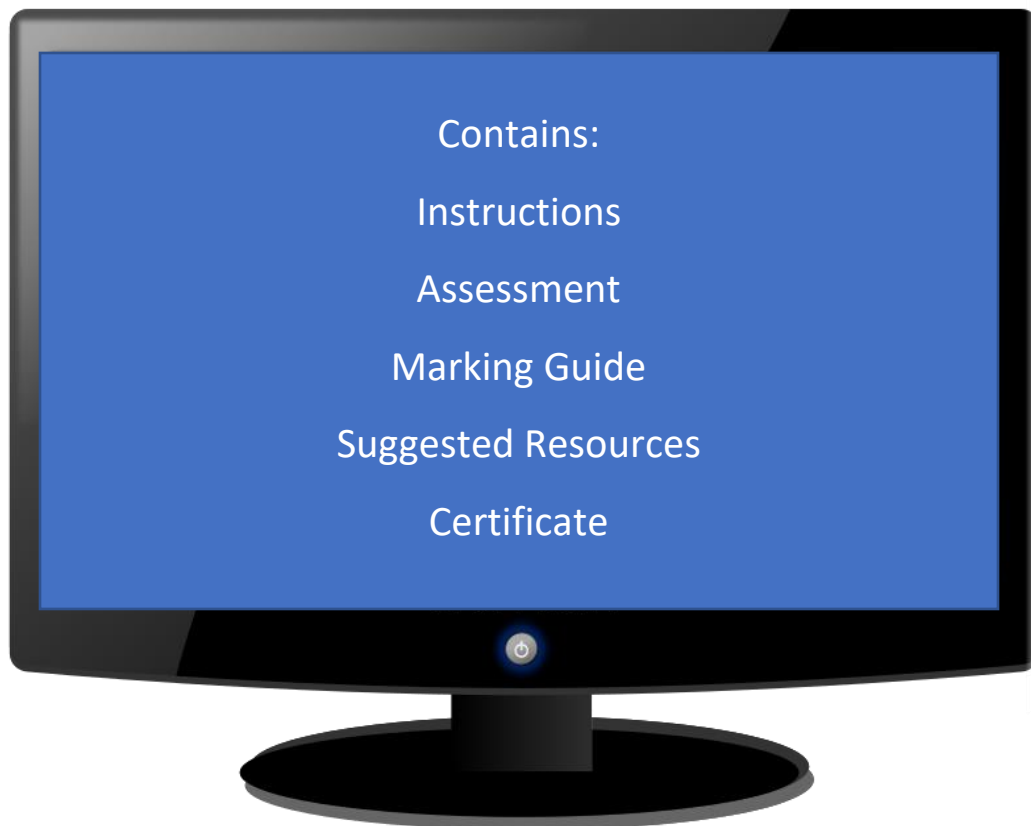 Contains:
Instructions
Assessment
Marking Guide
Suggested Resources
Certificate